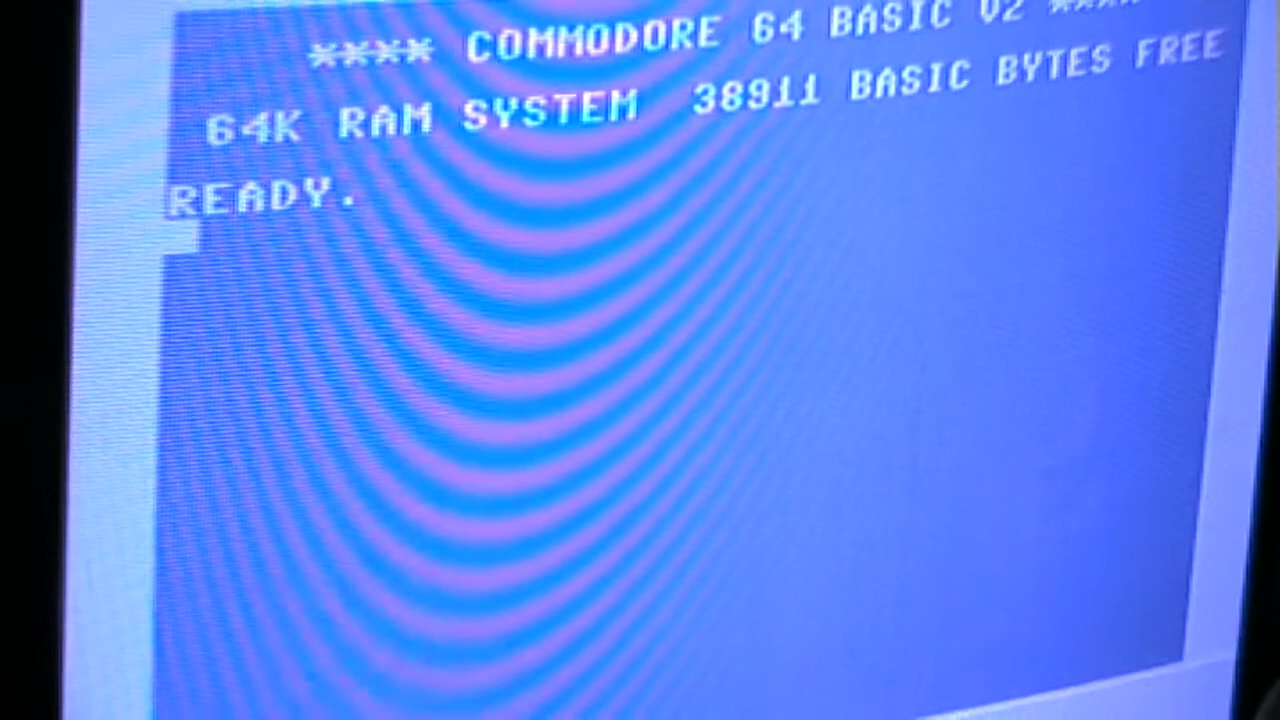 **** COMMODORE 64 BASIC V2 ****
64K RAM SYSTEM 38911 BASIC BYTES FREE
READY.